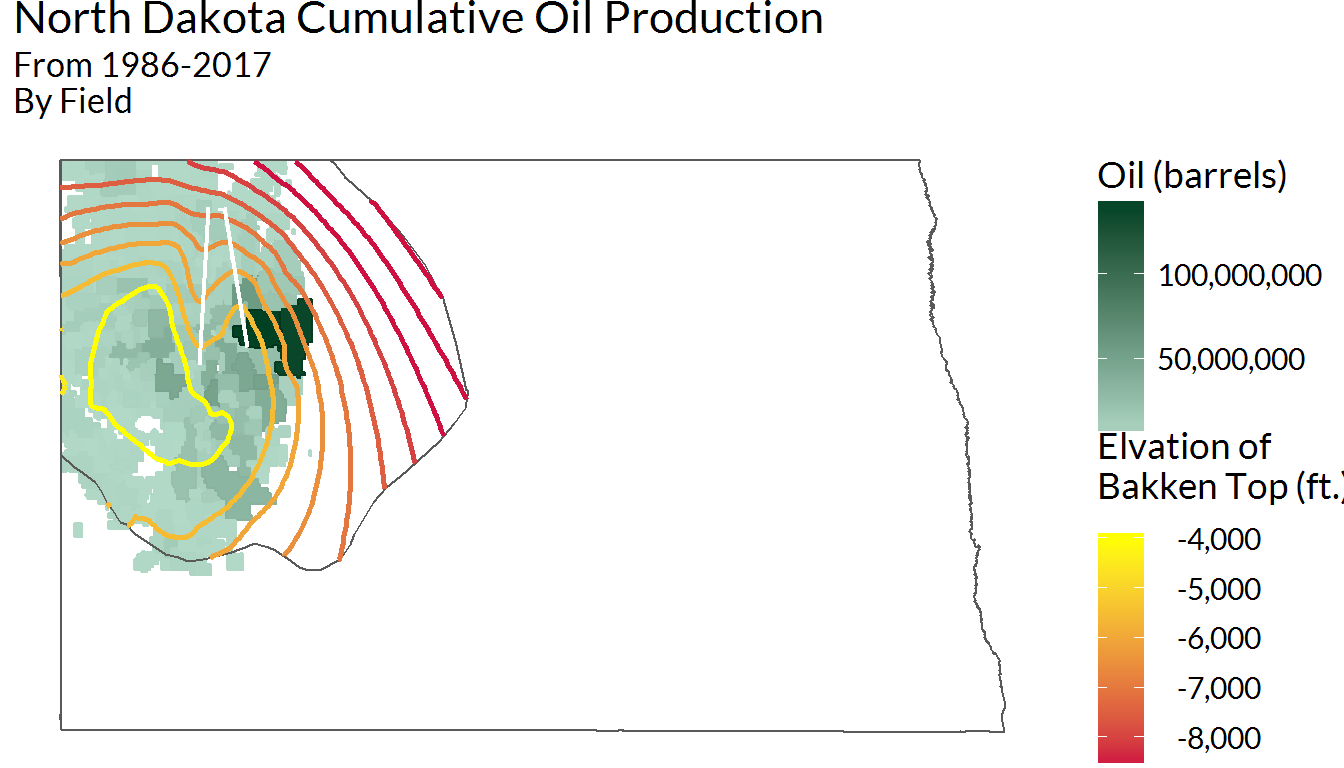 North Dakota Cumulative Oil Production
From 1986-2017
By Field
Oil (barrels)
100,000,000
50,000,000
Elvation of
Bakken Top (ft.)
-4,000
-5,000
-6,000
-7,000
-8,000